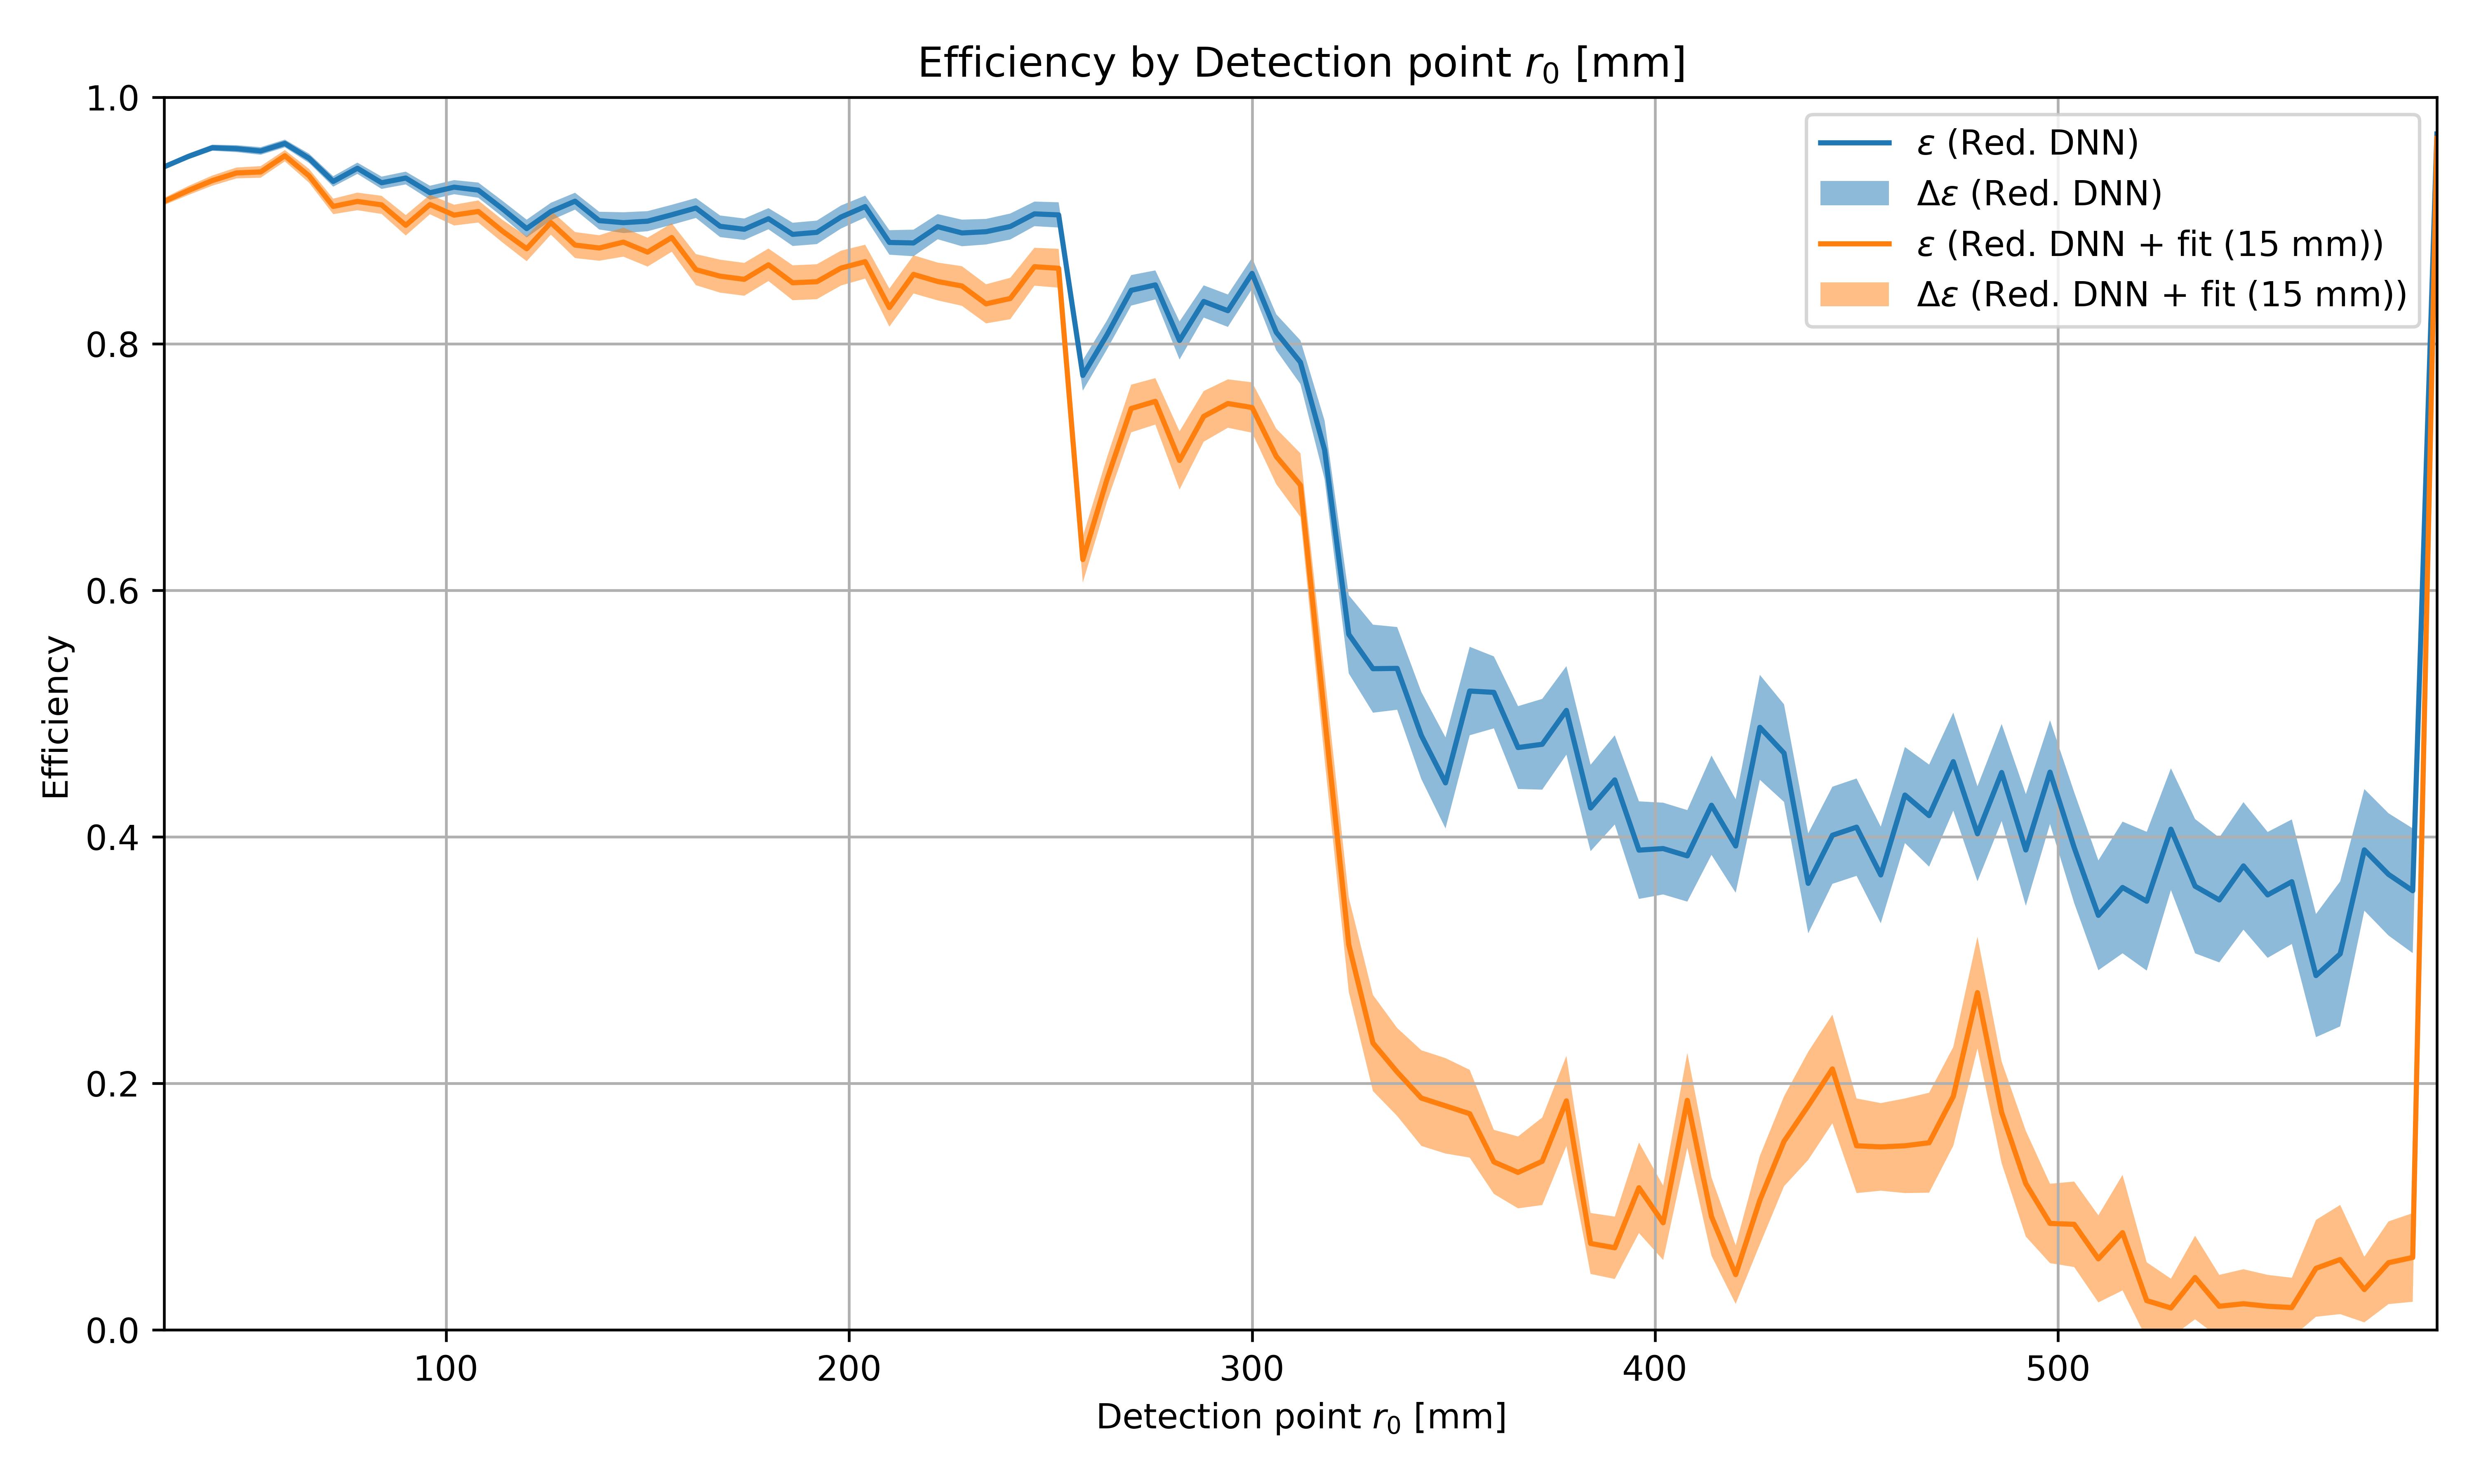 Efficiency by Detection point r₀ [mm]
1.0
0.8
0.6
0.4
0.2
0.0
Efficiency
ε (Red. DNN)
Δε (Red. DNN)
ε (Red. DNN + fit (15 mm))
Δε (Red. DNN + fit (15 mm))
100 200 300 400 500
Detection point r₀ [mm]